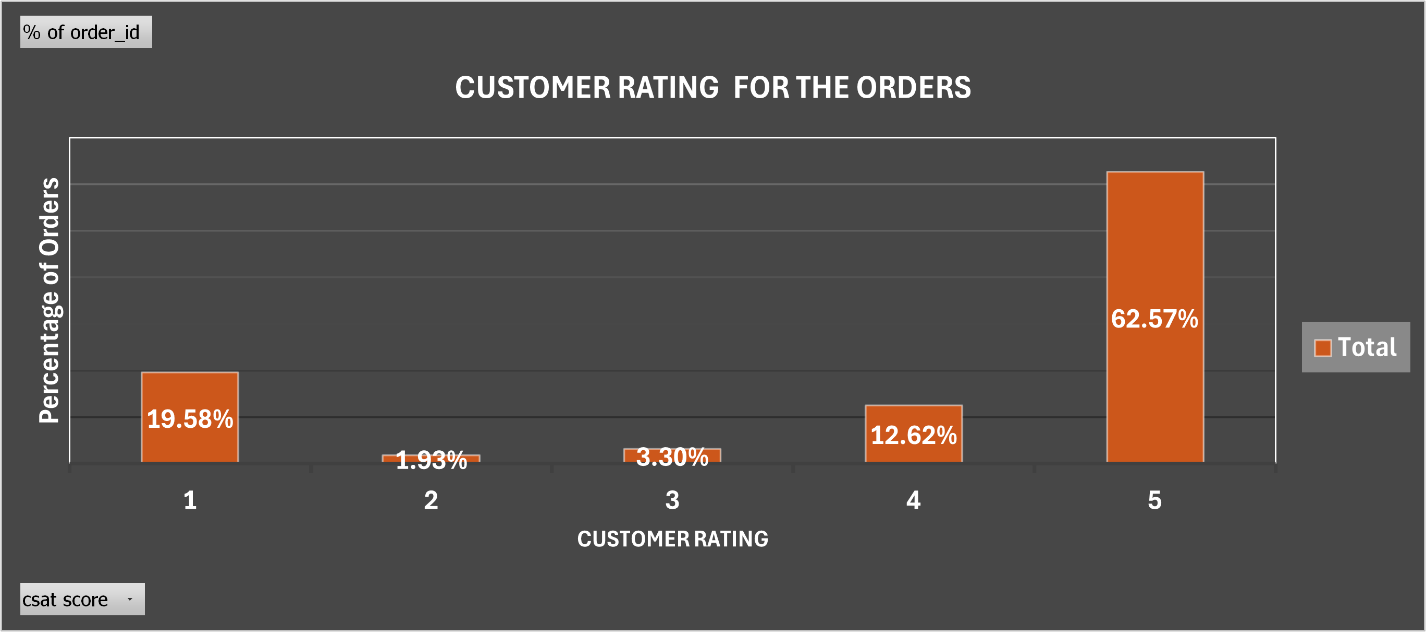 % of order_id
CUSTOMER RATING  FOR THE ORDERS
Percentage of Orders
19.58%
1.93%
3.30%
12.62%
62.57%
Total
1 2 3 4 5
CUSTOMER RATING
csat score